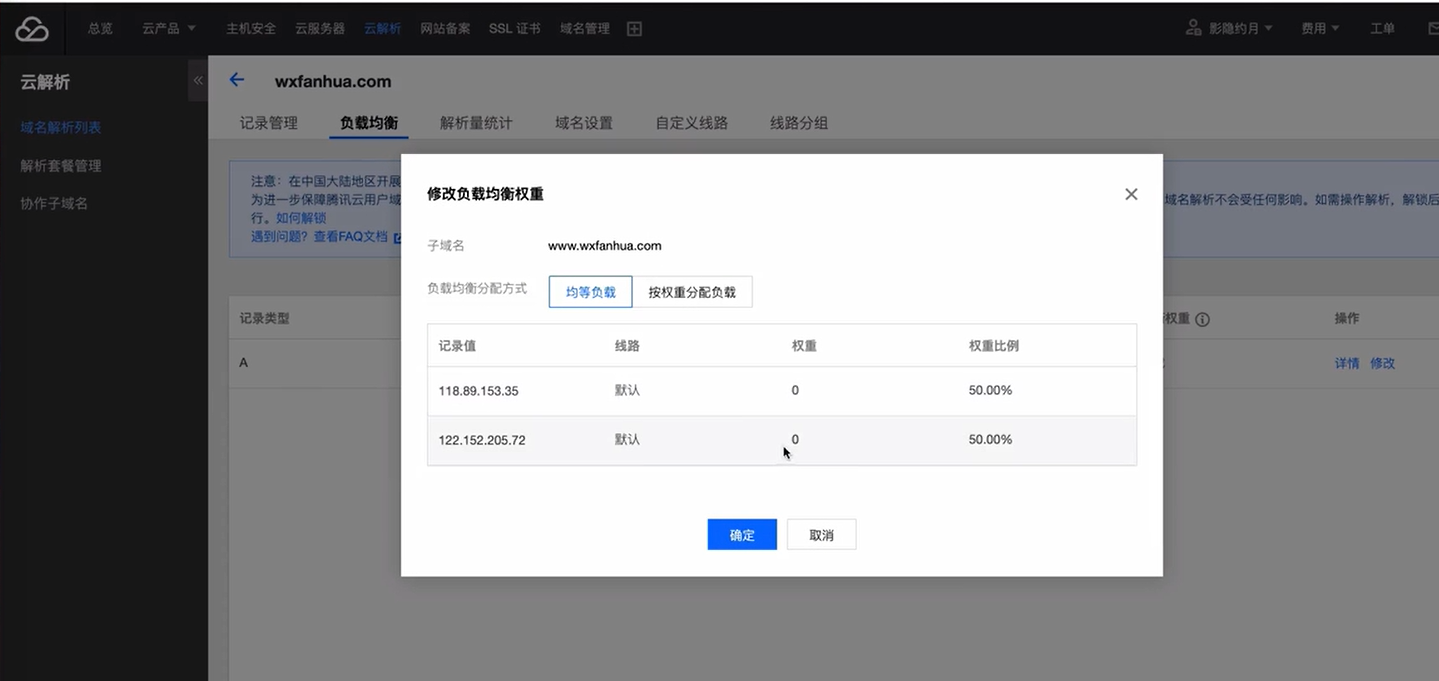 总览 云产品 主机安全 云服务器 云解析 网站备案 SSL 证书 域名管理 影隐约月 费用 工单
云解析
域名解析列表
解析套餐管理
协作子域名
wxfanhua.com
记录管理 负载均衡 解析量统计 域名设置 自定义线路 线路分组
注意：在中国大陆地区开展
为进一步保障腾讯云用户域 域名解析不会受任何影响。如需操作解析，解锁后
行。如何解锁
遇到问题？查看FAQ文档
记录类型 权重 操作
A 详情 修改
修改负载均衡权重
子域名 www.wxfanhua.com
负载均衡分配方式 均等负载 按权重分配负载
记录值 线路 权重 权重比例
118.89.153.35 默认 0 50.00%
122.152.205.72 默认 0 50.00%
确定 取消